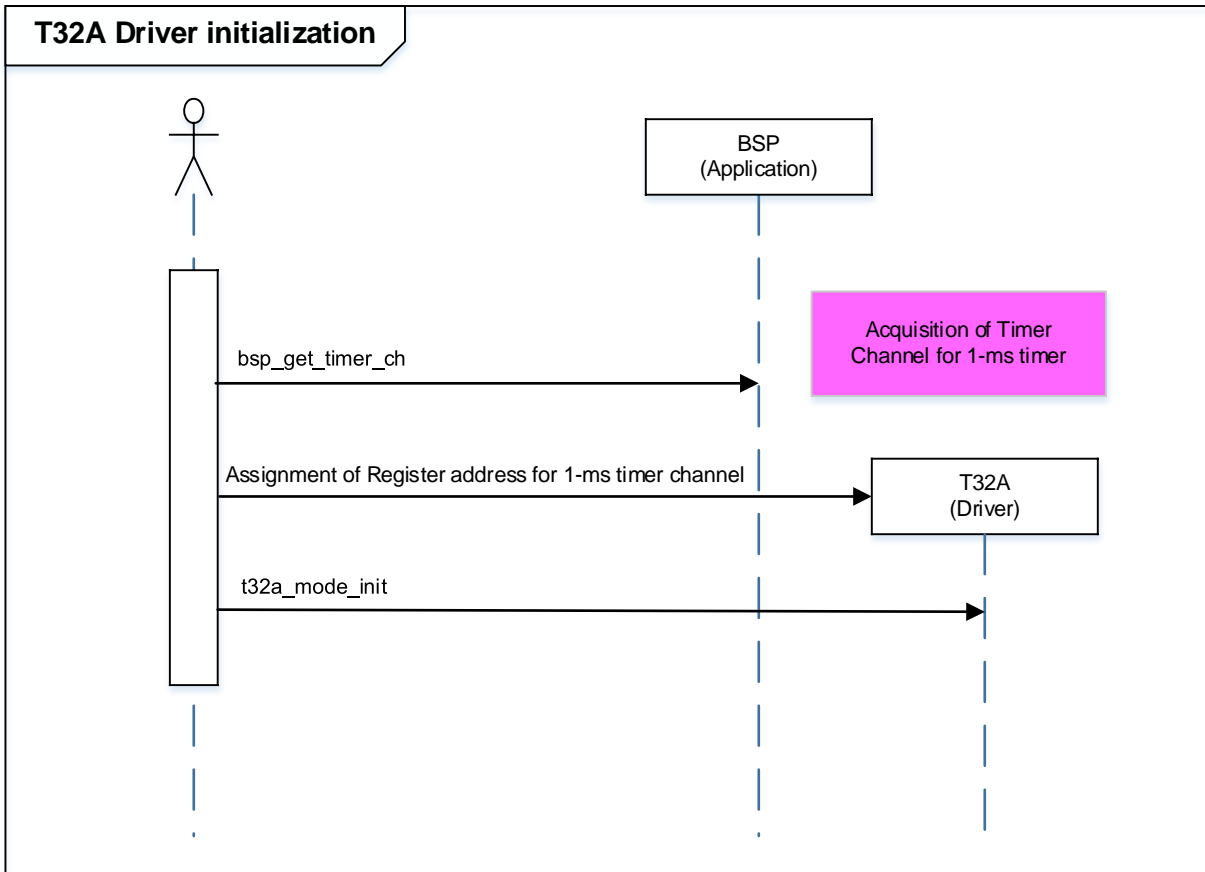 T32A Driver initialization
BSP
(Application)
Acquisition of Timer
Channel for 1-ms timer
bsp_get_timer_ch
Assignment of Register address for 1-ms timer channel
T32A
(Driver)
t32a_mode_init